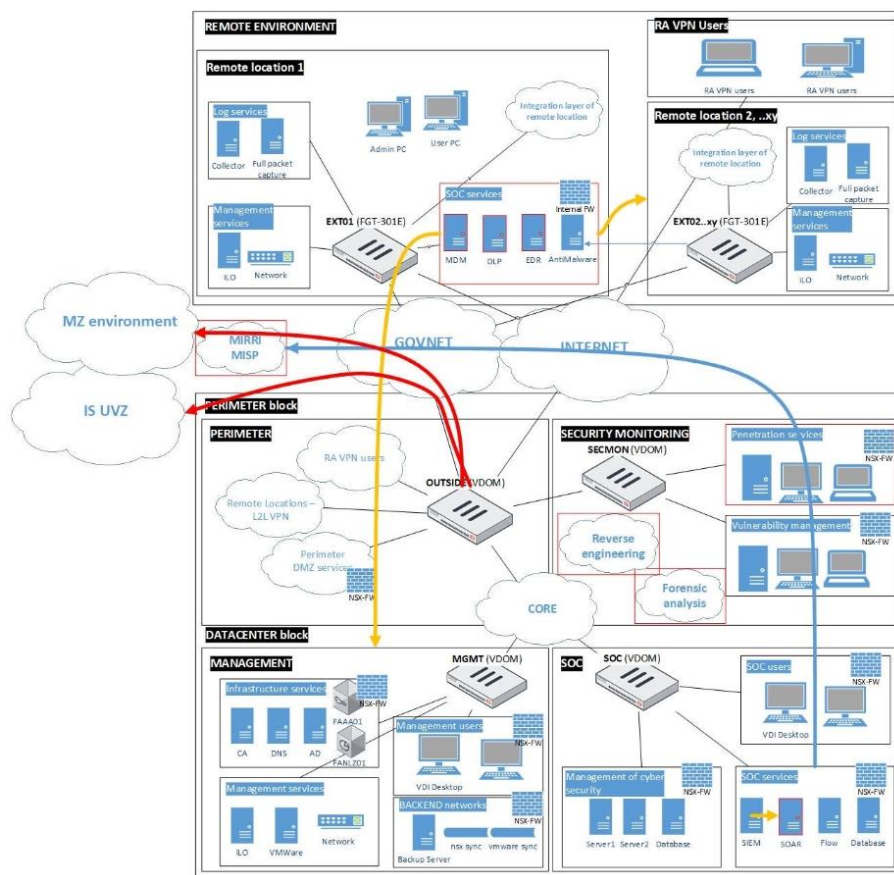 REMOTE ENVIRONMENT
Remote location 1
Log services
Collector
Full packet
capture
Management
services
ILO
Network
Admin PC
User PC
Integration layer of
remote location
EXT01 (FGT-301E)
SOC services
Internal FW
MDM
DLP
EDR
AntiMalware
RA VPN Users
RA VPN users
RA VPN users
Remote location 2, ..xy
Integration layer of
remote location
Log services
Collector
Full packet
capture
EXT02..xy (FGT-301E)
Management
services
ILO
Network
MZ environment
MIRRI
MISP
GOVNET
INTERNET
IS UVZ
PERIMETER block
PERIMETER
RA VPN users
OUTSIDE (VDOM)
Remote Locations –
L2L VPN
Perimeter
DMZ services
NSX-FW
SECURITY MONITORING
SECMON
(VDOM)
Penetration services
NSX-FW
Vulnerability management
NSX-FW
Reverse
engineering
Forensic
analysis
CORE
DATACENTER block
MANAGEMENT
MGMT (VDOM)
Infrastructure services
NSX-FW
FAAA01
FANLZ01
CA
DNS
AD
Management users
NSX-FW
VDI Desktop
Management services
ILO
VMWare
Network
BACKEND networks
NSX-FW
Backup Server
nsx sync
vmware sync
SOC
SOC (VDOM)
SOC users
NSX-FW
VDI Desktop
Management of cyber
security
NSX-FW
Server1
Server2
Database
SOC services
NSX-FW
SIEM
SOAR
Flow
Database